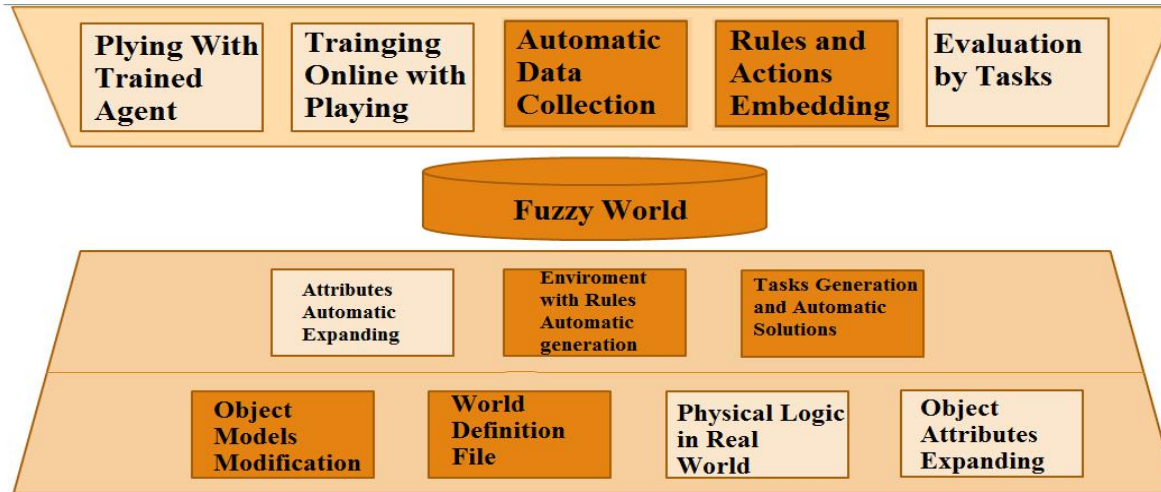 Plying With
Trained
Agent
Trainging
Online with
Playing
Automatic
Data
Collection
Rules and
Actions
Embedding
Evaluation
by Tasks
Fuzzy World
Attributes
Automatic
Expanding
Enviroment
with Rules
Automatic
generation
Tasks Generation
and Automatic
Solutions
Object
Models
Modification
World
Definition
File
Physical Logic
in Real
World
Object
Attributes
Expanding